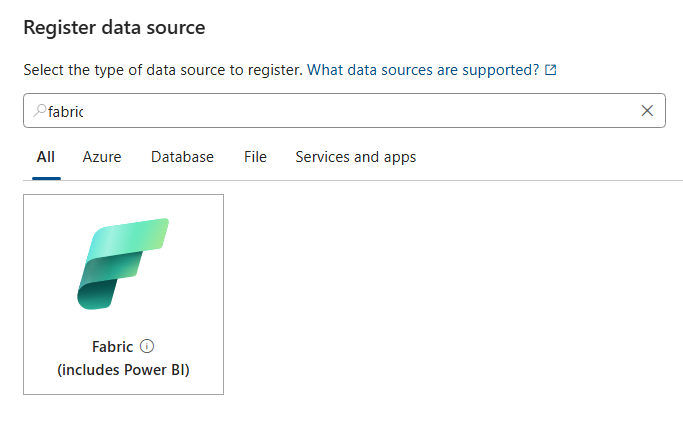 Register data source
Select the type of data source to register. What data sources are supported?
fabric
All Azure Database File Services and apps
Fabric
(includes Power BI)